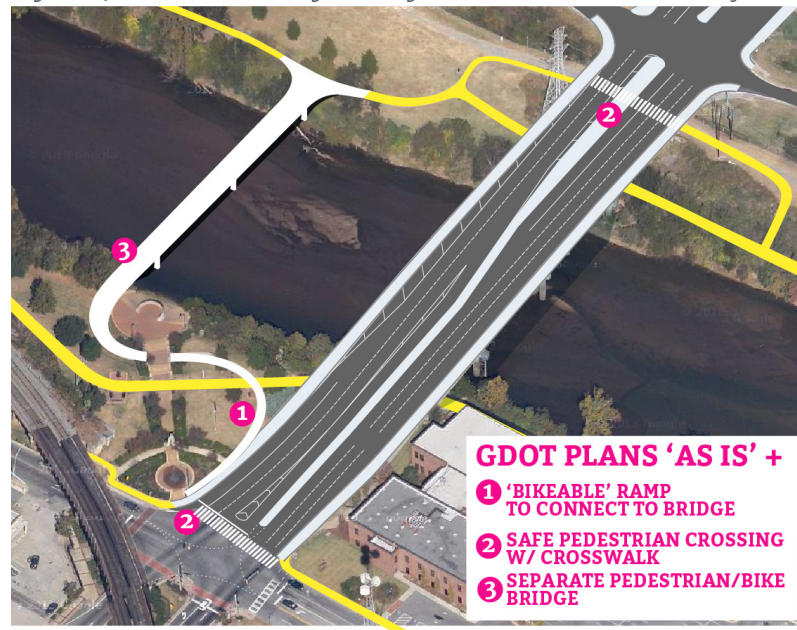 2
3
1
2
GDOT PLANS ‘AS IS’ +
1 ‘BIKEABLE’ RAMP
TO CONNECT TO BRIDGE
2 SAFE PEDESTRIAN CROSSING
W/ CROSSWALK
3 SEPARATE PEDESTRIAN/BIKE
BRIDGE